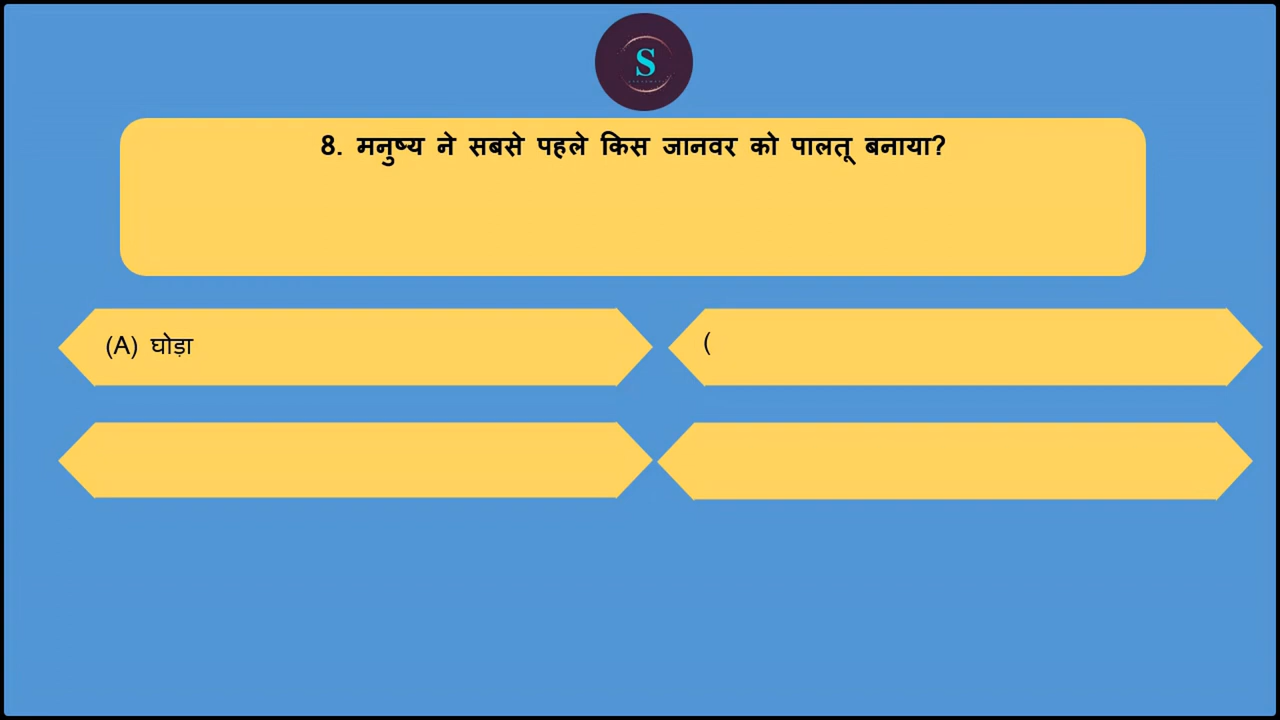 S
8. मनुष्य ने सबसे पहले किस जानवर को पालतू बनाया?
(A) घोड़ा
(